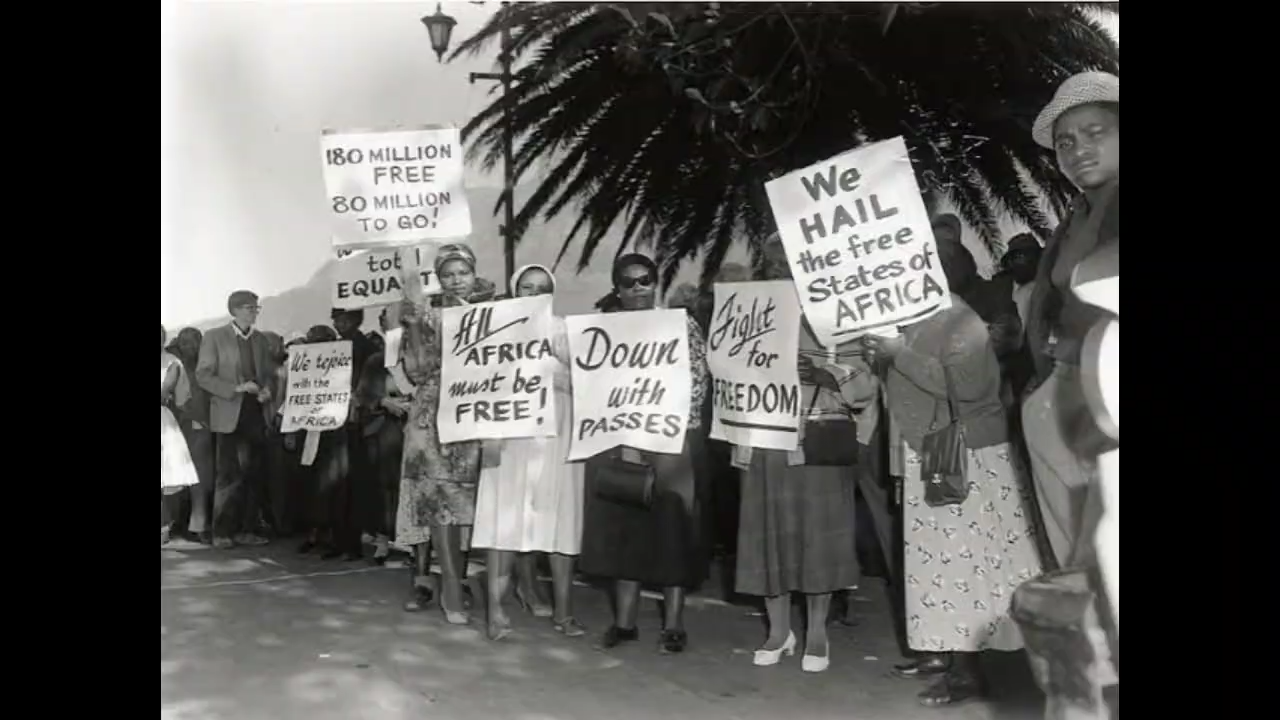 180 MILLION
FREE
80 MILLION
TO GO!
EQUA
We rejoice
with the
FREE STATES
of
AFRICA
All
AFRICA
must be
FREE!
Down
with
PASSES
Fight
for
FREEDOM
We
HAIL
the free
States of
AFRICA